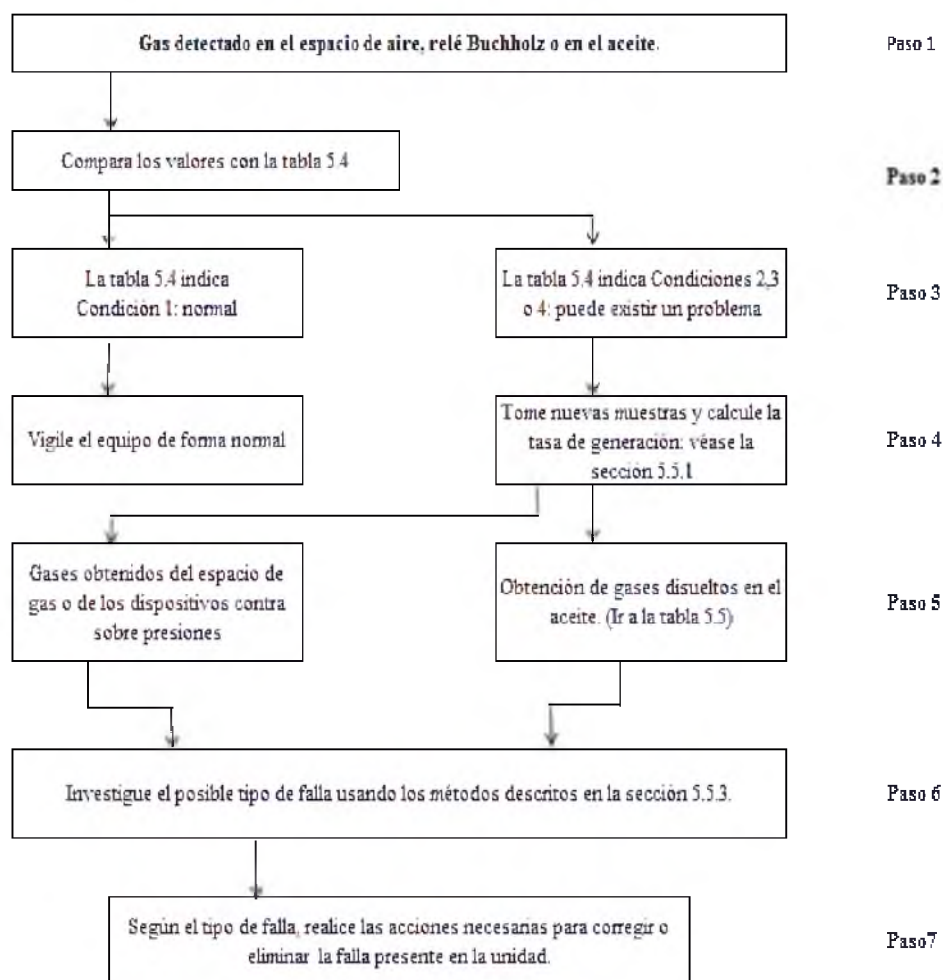 Gas detectado en el espacio de aire, relé Buchholz o en el aceite.
Paso 1
Compara los valores con la tabla 5.4
Paso 2
La tabla 5.4 indica
Condición 1: normal
La tabla 5.4 indica Condiciones 2,3
o 4: puede existir un problema
Paso 3
Vigile el equipo de forma normal
Tome nuevas muestras y calcule la
tasa de generación: véase la
sección 5.5.1
Paso 4
Gases obtenidos del espacio de
gas o de los dispositivos contra
sobre presiones
Obtención de gases disueltos en el
aceite. (Ir a la tabla 5.5)
Paso 5
Investigue el posible tipo de falla usando los métodos descritos en la sección 5.5.3.
Paso 6
Según el tipo de falla, realice las acciones necesarias para corregir o
eliminar la falla presente en la unidad.
Paso7